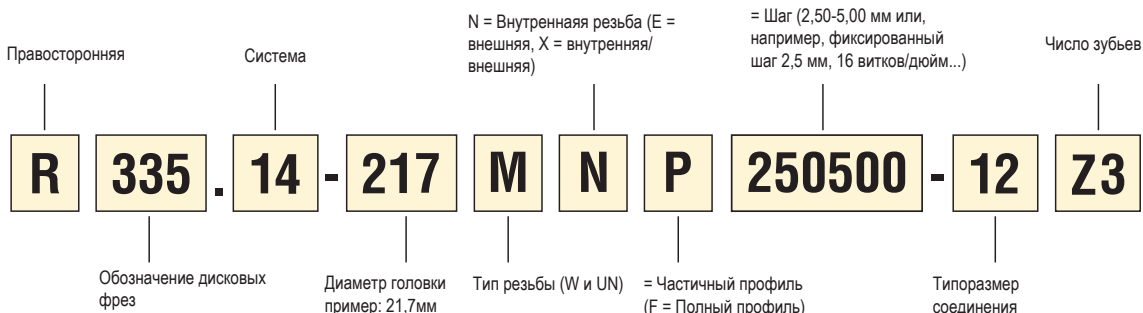 N = Внутреннаяя резьба (E =
внешняя, X = внутренняя/
внешняя)
= Шаг (2,50-5,00 мм или,
например, фиксированный
шаг 2,5 мм, 16 витков/дюйм...)
Правосторонняя
Система
Число зубьев
R 335 . 14 - 217 M N P 250500 - 12 Z3
Обозначение дисковых
фрез
Диаметр головки
пример: 21,7мм
Тип резьбы (W и UN)
= Частичный профиль
(F = Полный профиль)
Типоразмер
соединения